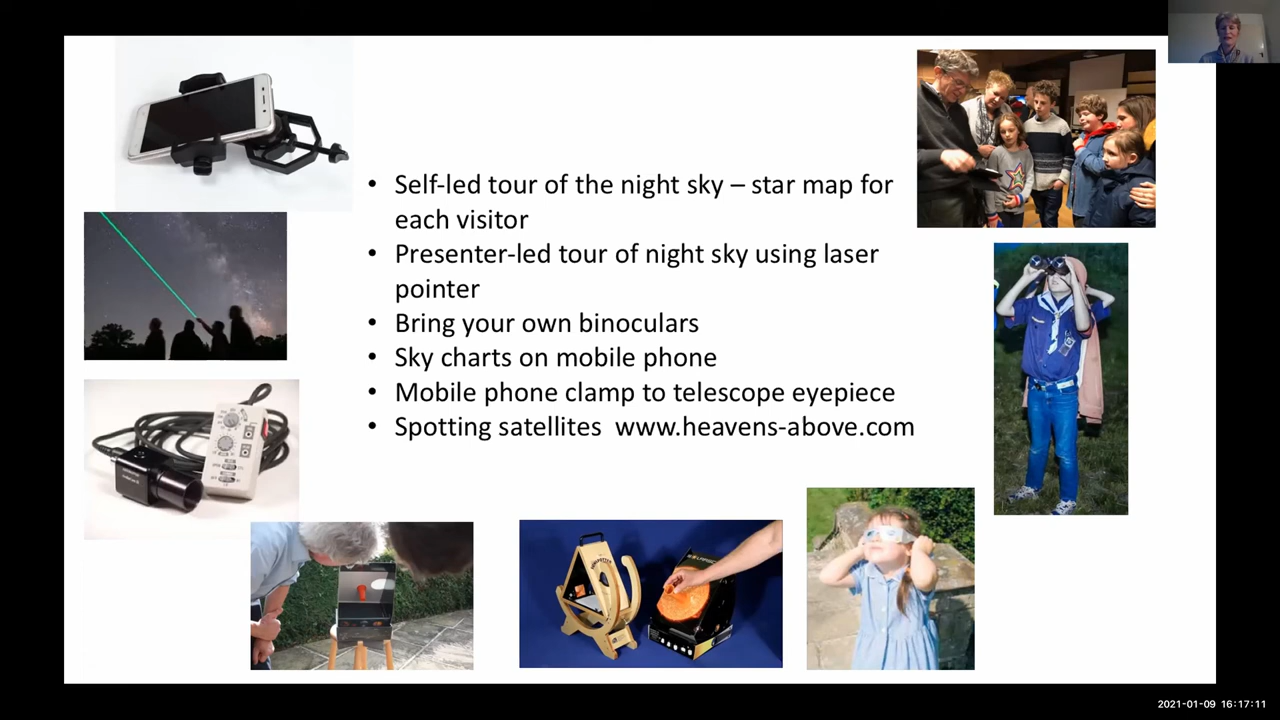 • Self-led tour of the night sky – star map for
each visitor
• Presenter-led tour of night sky using laser
pointer
• Bring your own binoculars
• Sky charts on mobile phone
• Mobile phone clamp to telescope eyepiece
• Spotting satellites www.heavens-above.com
2021-01-09 16:17:11